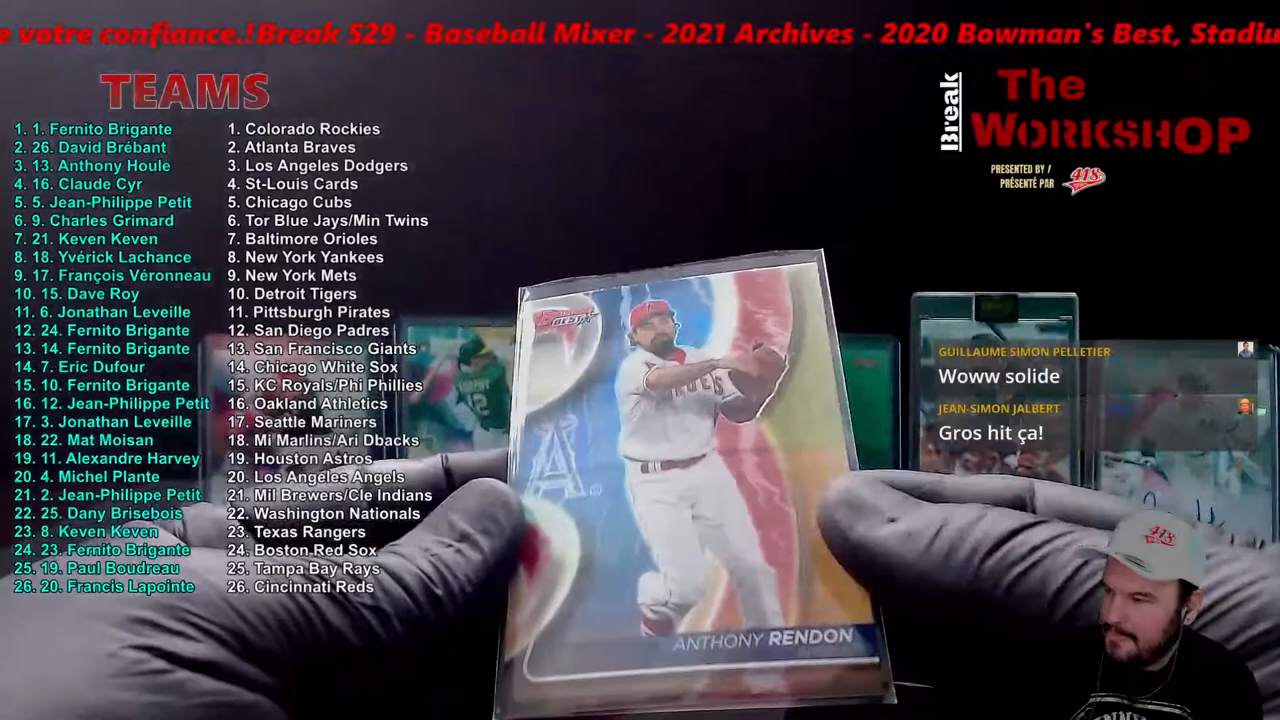 e votre confiance.!Break 529 - Baseball Mixer - 2021 Archives - 2020 Bowman's Best, Stadiu
TEAMS
1. 1. Fernito Brigante
2. 26. David Brébant
3. 13. Anthony Houle
4. 16. Claude Cyr
5. 5. Jean-Philippe Petit
6. 9. Charles Grimard
7. 21. Keven Keven
8. 18. Yvérick Lachance
9. 17. François Véronneau
10. 15. Dave Roy
11. 6. Jonathan Leveille
12. 24. Fernito Brigante
13. 14. Fernito Brigante
14. 7. Eric Dufour
15. 10. Fernito Brigante
16. 12. Jean-Philippe Petit
17. 3. Jonathan Leveille
18. 22. Mat Moisan
19. 11. Alexandre Harvey
20. 4. Michel Plante
21. 2. Jean-Philippe Petit
22. 25. Dany Brisebois
23. 8. Keven Keven
24. 23. Fernito Brigante
25. 19. Paul Boudreau
26. 20. Francis Lapointe
1. Colorado Rockies
2. Atlanta Braves
3. Los Angeles Dodgers
4. St-Louis Cards
5. Chicago Cubs
6. Tor Blue Jays/Min Twins
7. Baltimore Orioles
8. New York Yankees
9. New York Mets
10. Detroit Tigers
11. Pittsburgh Pirates
12. San Diego Padres
13. San Francisco Giants
14. Chicago White Sox
15. KC Royals/Phi Phillies
16. Oakland Athletics
17. Seattle Mariners
18. Mi Marlins/Ari Dbacks
19. Houston Astros
20. Los Angeles Angels
21. Mil Brewers/Cle Indians
22. Washington Nationals
23. Texas Rangers
24. Boston Red Sox
25. Tampa Bay Rays
26. Cincinnati Reds
Break
The
WORKSHOP
PRESENTED BY /
PRÉSENTÉ PAR
418
BEST
A
ANTHONY RENDON
12
GUILLAUME SIMON PELLETIER
Woww solide
JEAN-SIMON JALBERT
Gros hit ça!
418